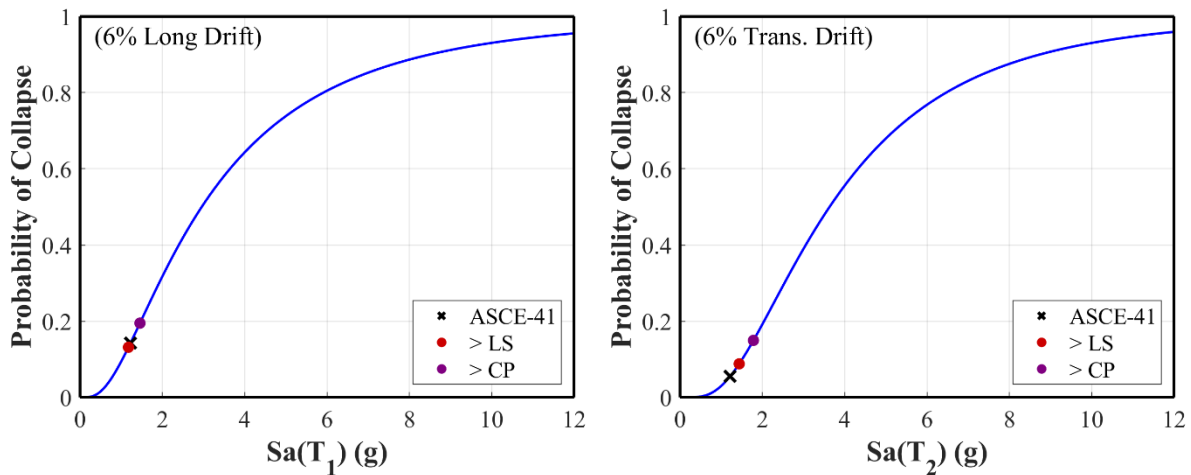 (6% Long Drift)
Probability of Collapse
1
0.8
0.6
0.4
0.2
0
0 2 4 6 8 10 12
Sa(T_1) (g)
ASCE-41
> LS
> CP
(6% Trans. Drift)
Probability of Collapse
1
0.8
0.6
0.4
0.2
0
0 2 4 6 8 10 12
Sa(T_2) (g)
ASCE-41
> LS
> CP